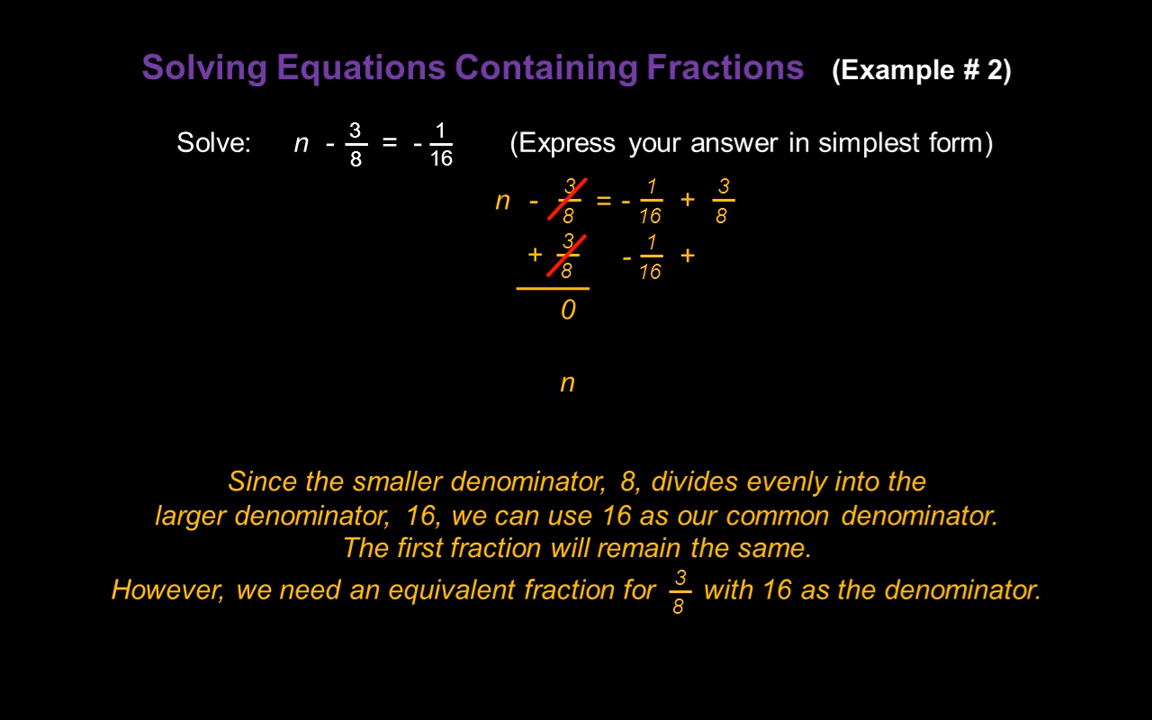 Solving Equations Containing Fractions (Example # 2)
Solve: n - 3/8 = - 1/16 (Express your answer in simplest form)
n - 3/8 = - 1/16 + 3/8
+ 3/8 - 1/16 +
0
n
Since the smaller denominator, 8, divides evenly into the
larger denominator, 16, we can use 16 as our common denominator.
The first fraction will remain the same.
However, we need an equivalent fraction for 3/8 with 16 as the denominator.